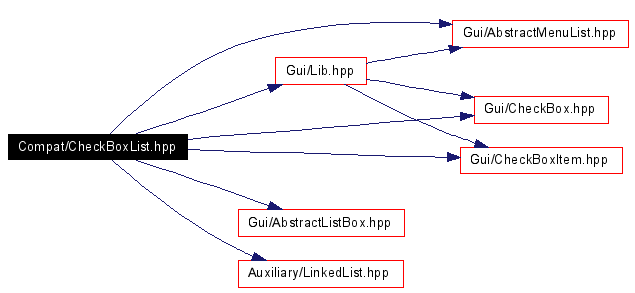 Gui/AbstractMenuList.hpp
Gui/Lib.hpp
Gui/CheckBox.hpp
Compat/CheckBoxList.hpp
Gui/CheckBoxItem.hpp
Gui/AbstractListBox.hpp
Auxiliary/LinkedList.hpp